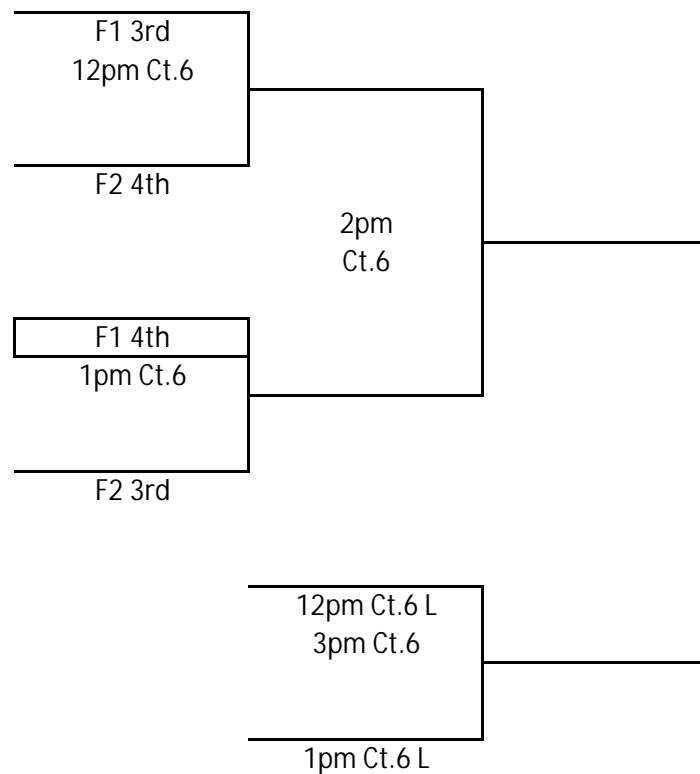 F1 3rd
12pm Ct.6
F2 4th
2pm
Ct.6
F1 4th
1pm Ct.6
F2 3rd
12pm Ct.6 L
3pm Ct.6
1pm Ct.6 L